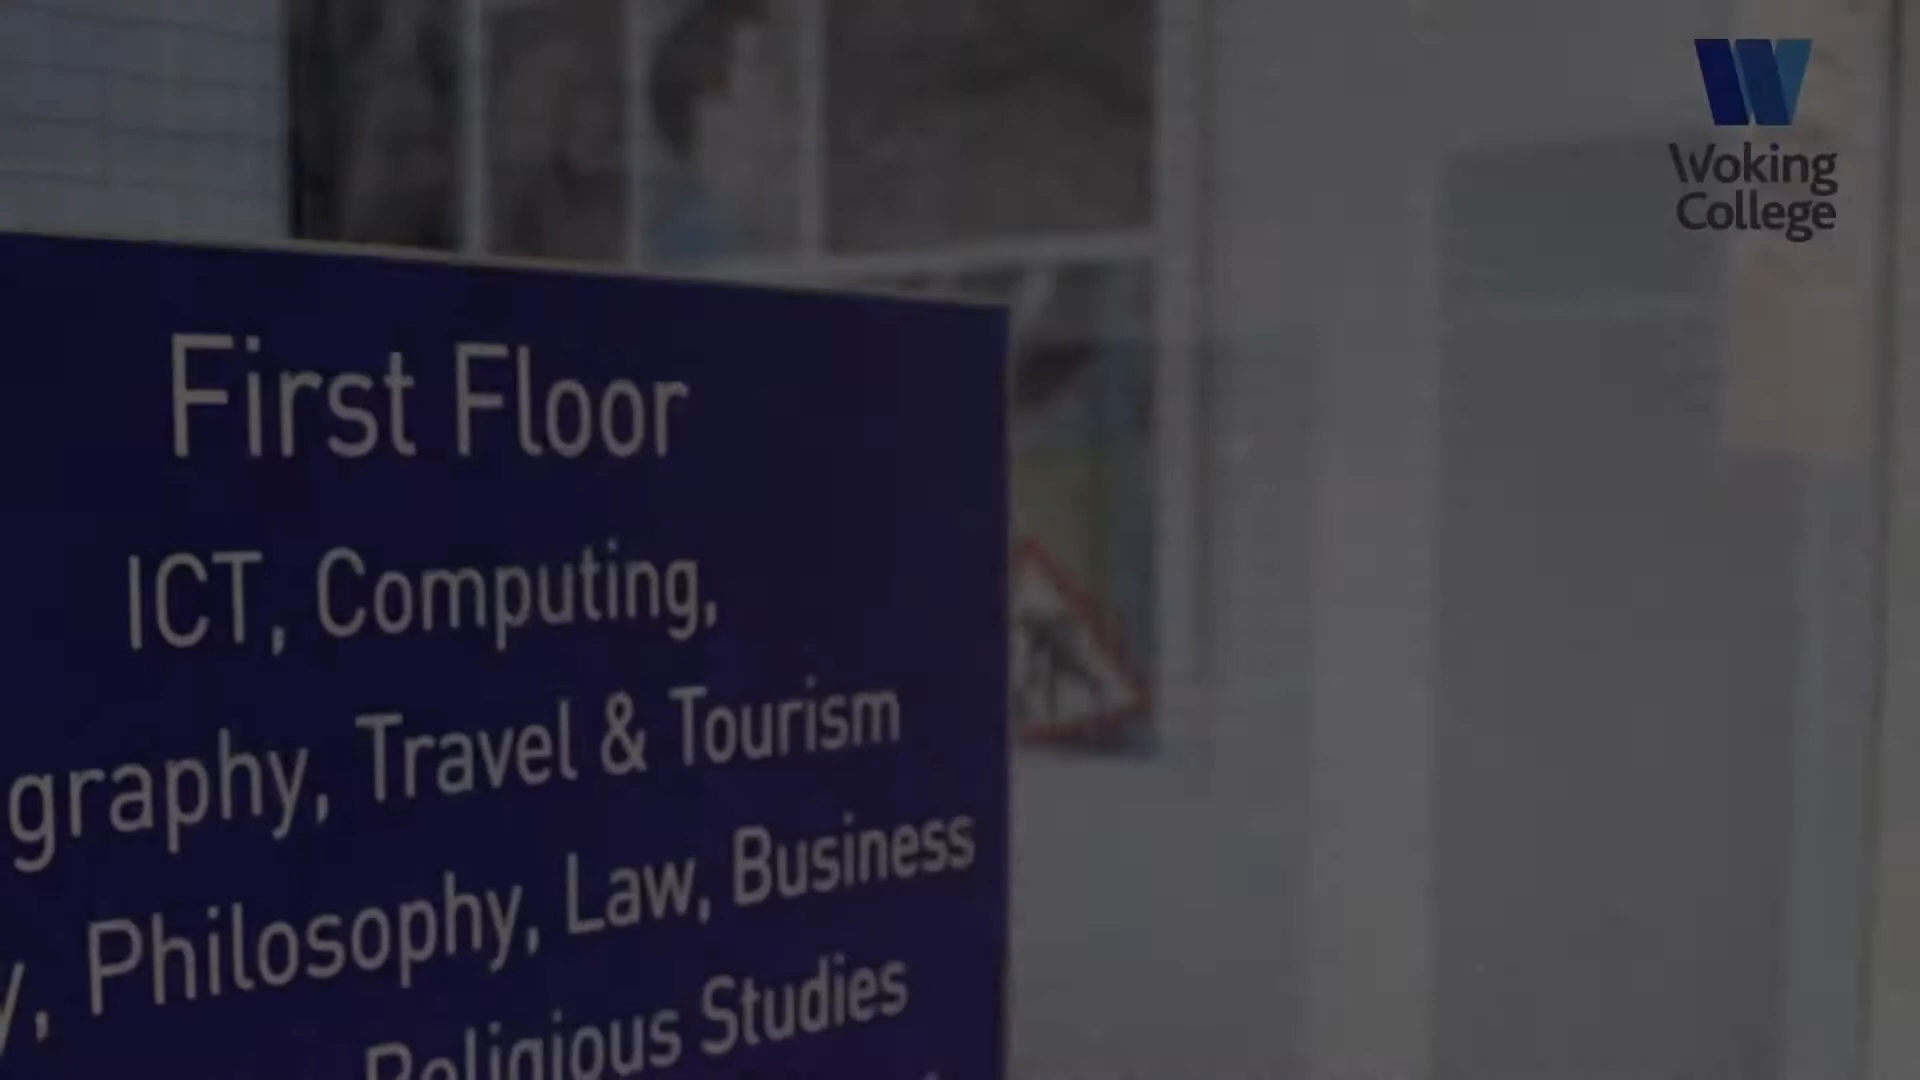 Woking
College
First Floor
ICT, Computing,
graphy, Travel & Tourism
y, Philosophy, Law, Business
Religious Studies